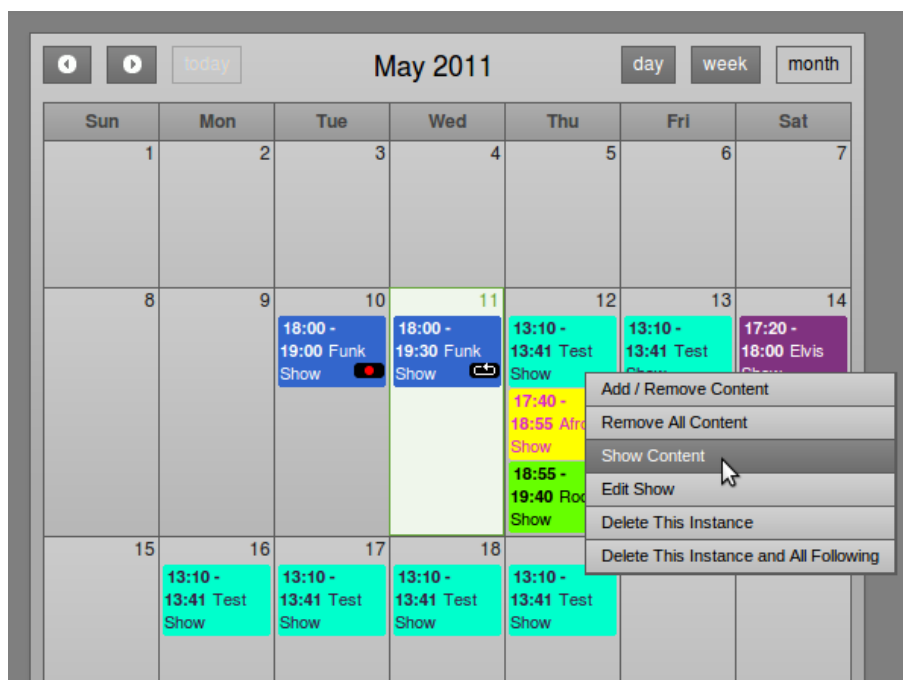 today
May 2011
day
week
month
Sun Mon Tue Wed Thu Fri Sat
1 2 3 4 5 6 7
8 9 10 11 12 13 14
18:00 -
19:00 Funk
Show
18:00 -
19:30 Funk
Show
13:10 -
13:41 Test
Show
17:40 -
18:55 Afro
Show
18:55 -
19:40
Show
13:10 -
13:41 Test
Show
17:20 -
18:00 Elvis
Show
Add / Remove Content
Remove All Content
Show Content
Edit Show
Delete This Instance
Delete This Instance and All Following
15 16 17 18
13:10 -
13:41 Test
Show
13:10 -
13:41 Test
Show
13:10 -
13:41 Test
Show
13:10 -
13:41 Test
Show